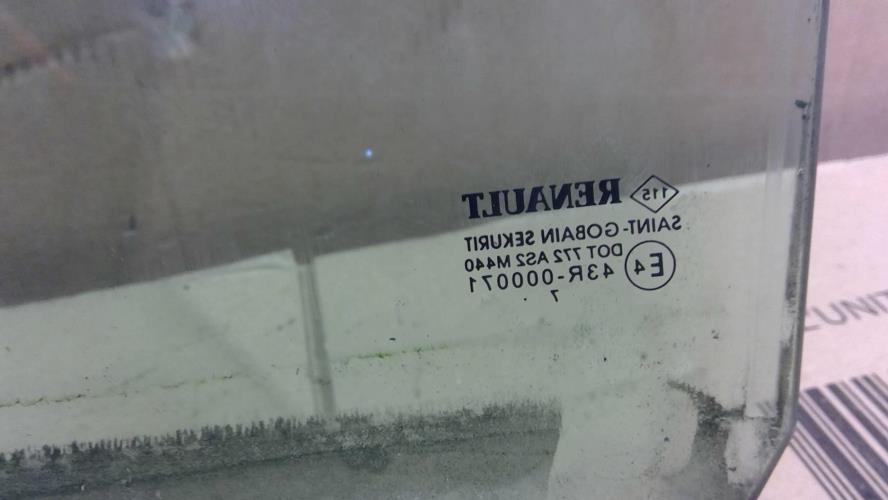 115 RENAULT
SAINT-GOBAIN SEKURIT
E4 DOT 772 AS2 M440
43R-000071
. 7